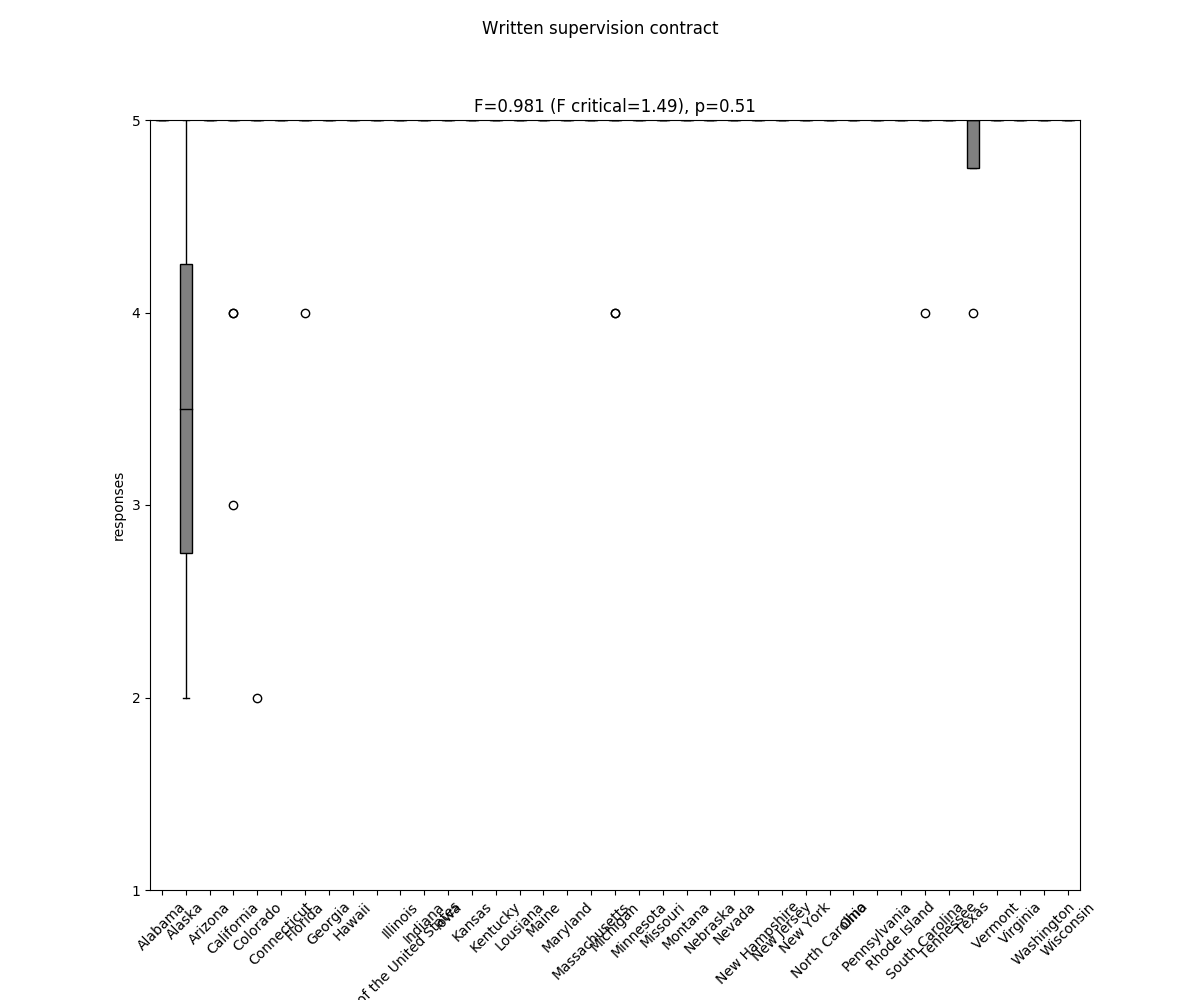 Written supervision contract
F=0.981 (F critical=1.49), p=0.51
5
4
3
2
1
responses
Alabama
Alaska
Arizona
California
Colorado
Connecticut
Florida
Georgia
Hawaii
of the United States
Illinois
Indiana
Iowa
Kansas
Kentucky
Lousiana
Maine
Maryland
Massachusetts
Michigan
Minnesota
Missouri
Montana
Nebraska
Nevada
New Hampshire
New Jersey
New York
North Carolina
Ohio
Pennsylvania
Rhode Island
South Carolina
Tennessee
Texas
Vermont
Virginia
Washington
Wisconsin